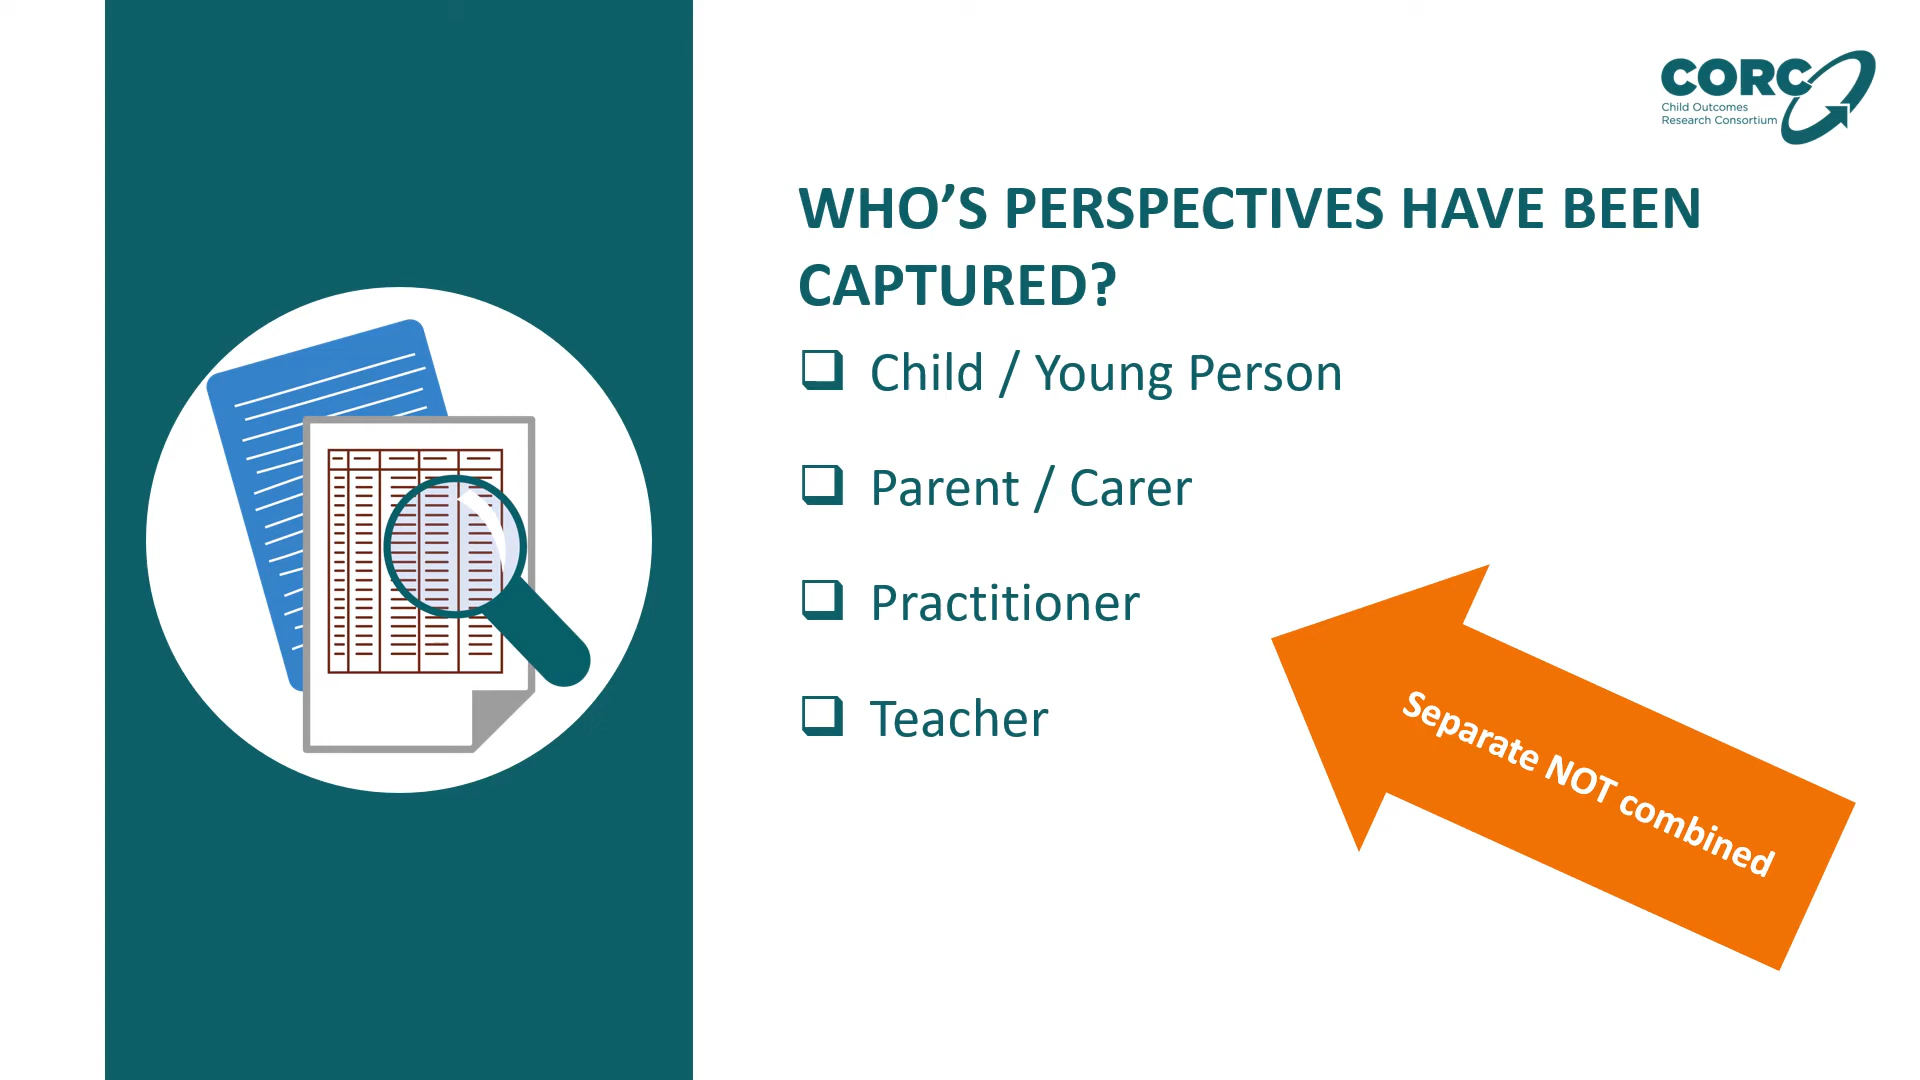 CORC
Child Outcomes
Research Consortium
WHO’S PERSPECTIVES HAVE BEEN
CAPTURED?
Child / Young Person
Parent / Carer
Practitioner
Teacher
Separate NOT combined